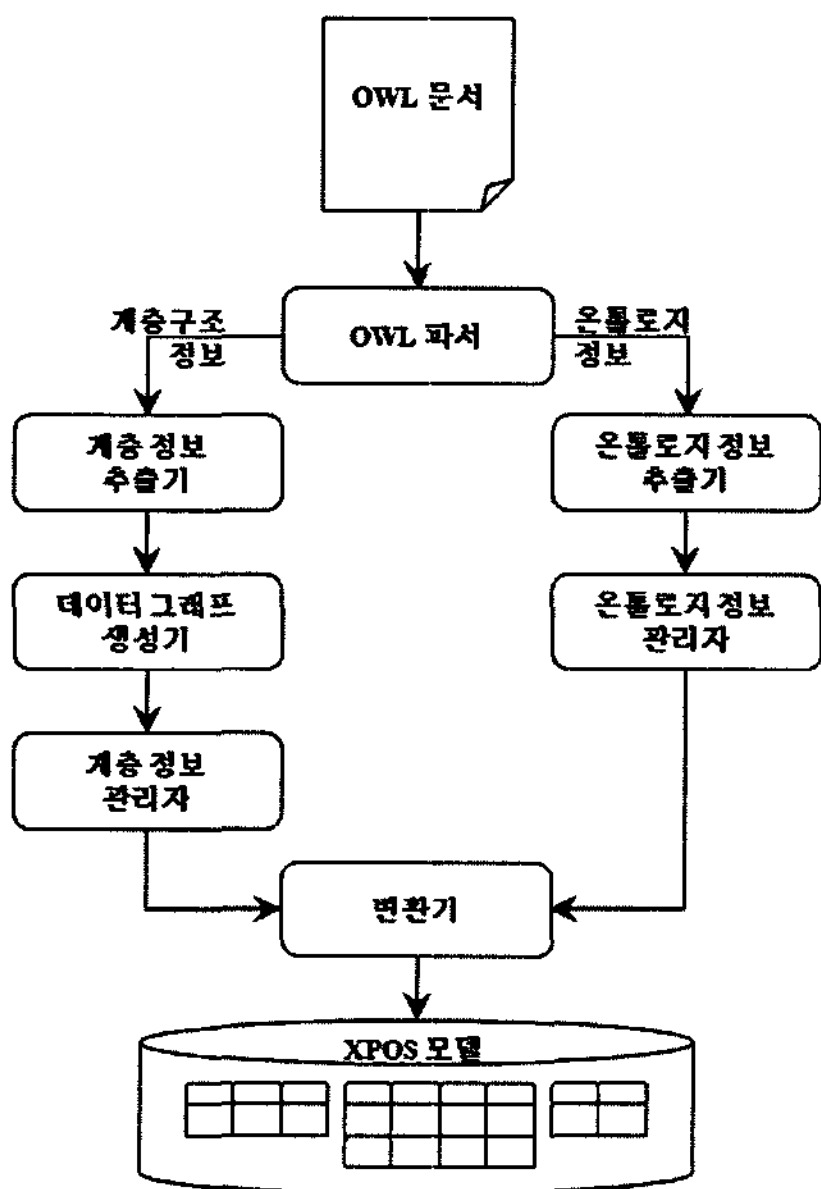 OWL 문서
OWL 파서
계층구조
정보
온톨로지
정보
계층 정보
추출기
온톨로지 정보
추출기
데이터 그래프
생성기
온톨로지 정보
관리자
계층 정보
관리자
변환기
XPOS 모델